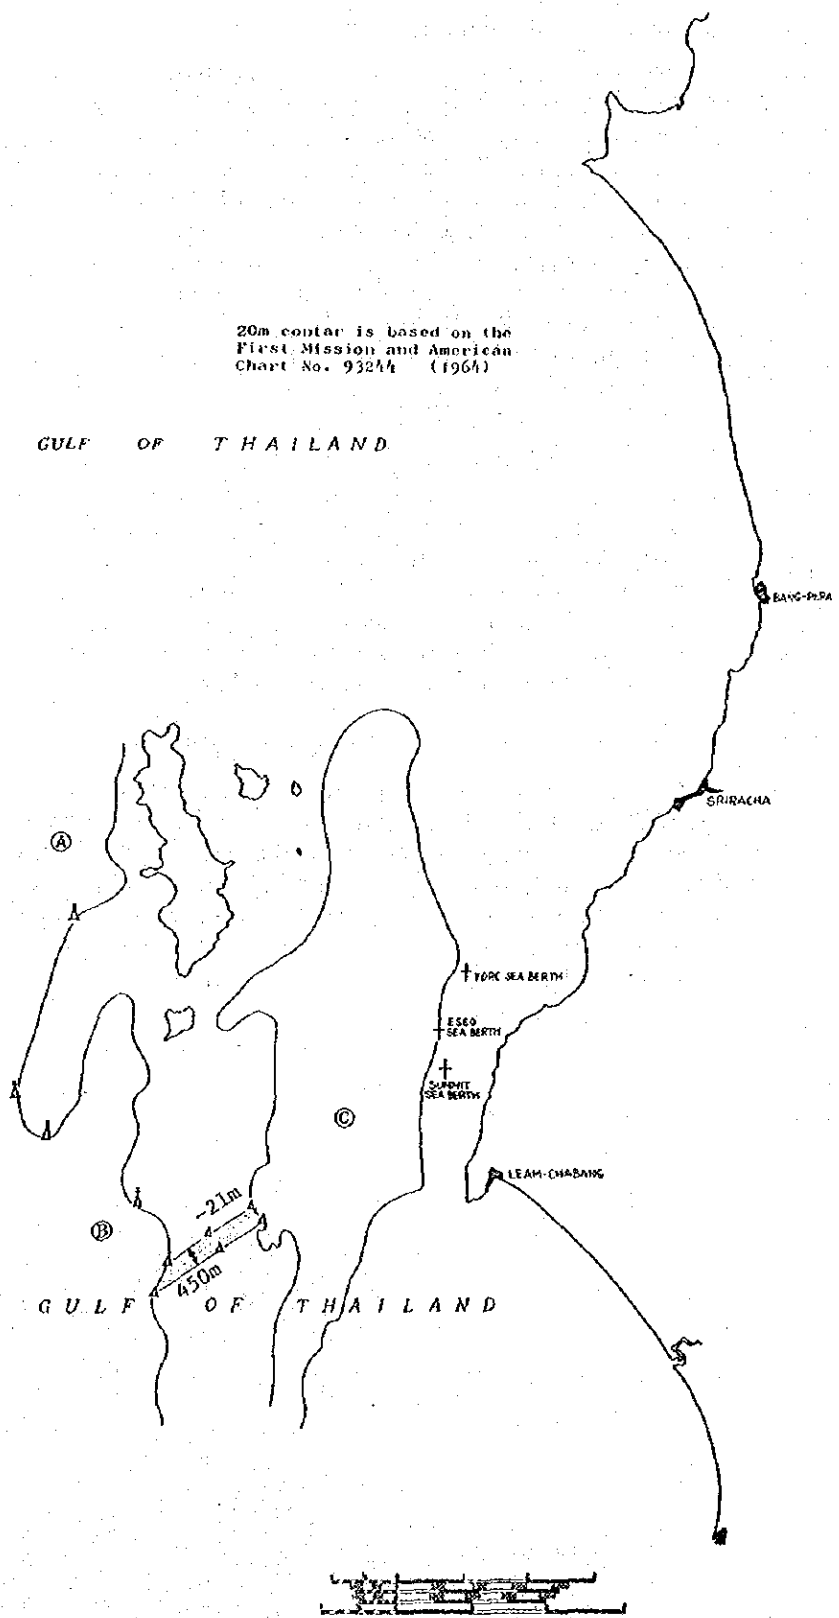 20m contar is based on the
First Mission and American
Chart No. 93244 (1964)
GULF OF THAILAND
BANG-PLRA
SRIRACHA
Ⓐ
TORC SEA BERTH
ESSO
SEA BERTH
SUMMIT
SEA BERTH
Ⓒ
LEAM-CHABANG
-21m
Ⓑ
450m
GULF OF THAILAND